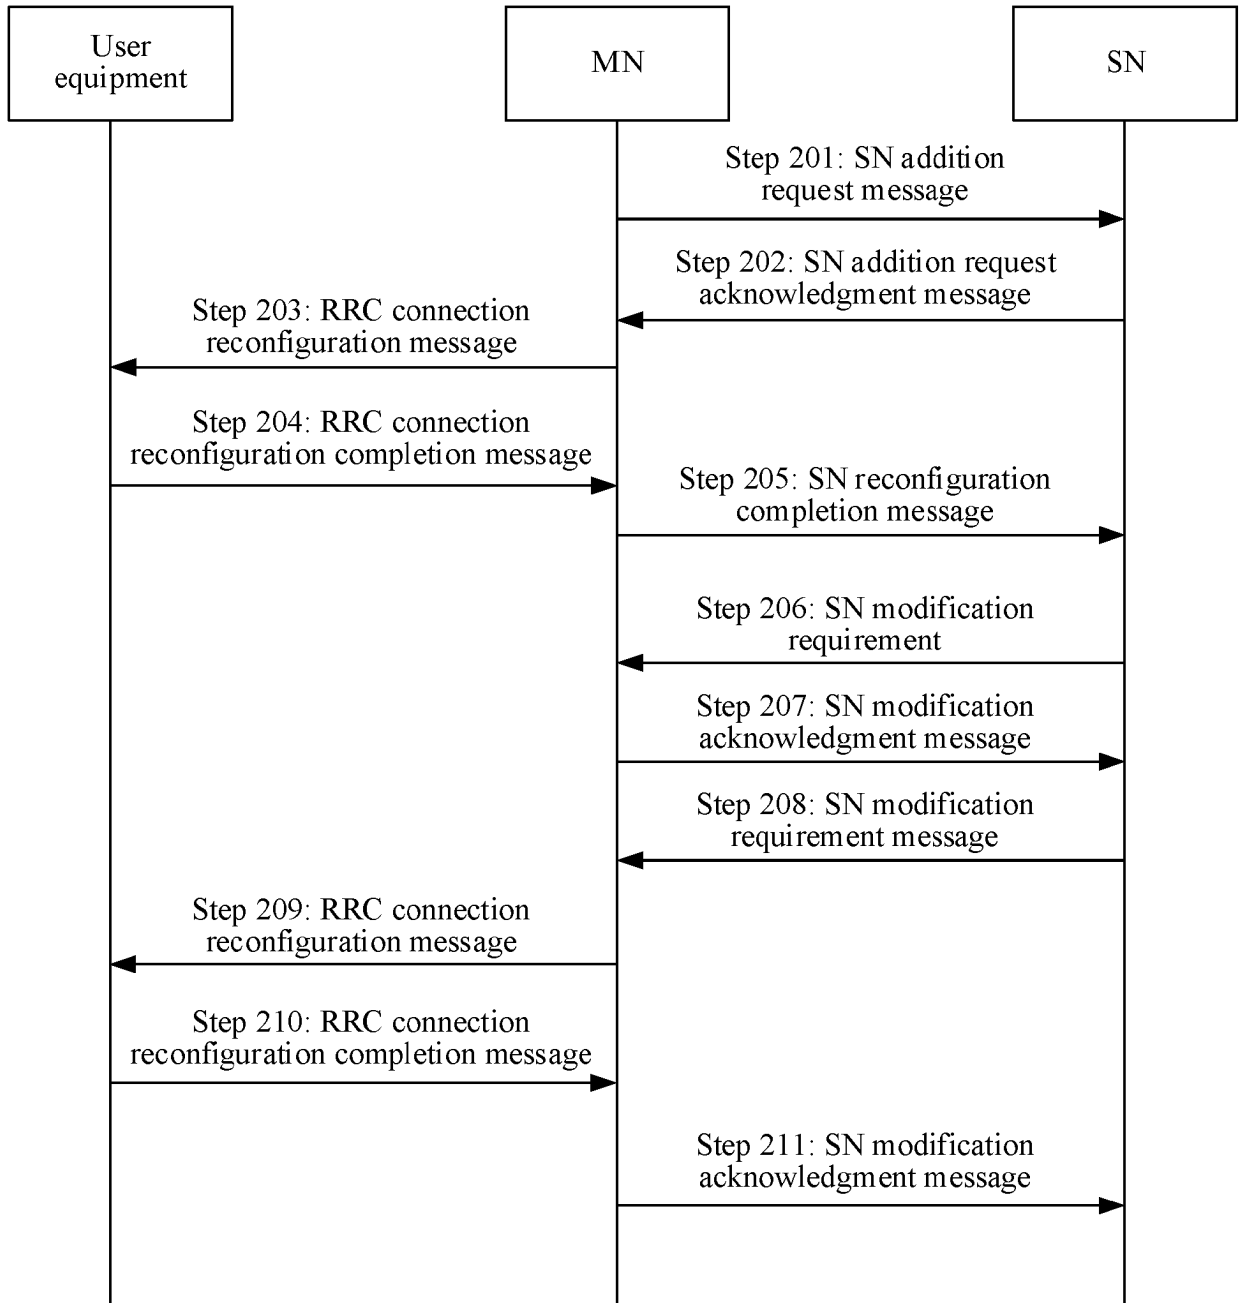 User
equipment
MN
SN
Step 201: SN addition
request message
Step 202: SN addition request
acknowledgment message
Step 203: RRC connection
reconfiguration message
Step 204: RRC connection
reconfiguration completion message
Step 205: SN reconfiguration
completion message
Step 206: SN modification
requirement
Step 207: SN modification
acknowledgment message
Step 208: SN modification
requirement message
Step 209: RRC connection
reconfiguration message
Step 210: RRC connection
reconfiguration completion message
Step 211: SN modification
acknowledgment message